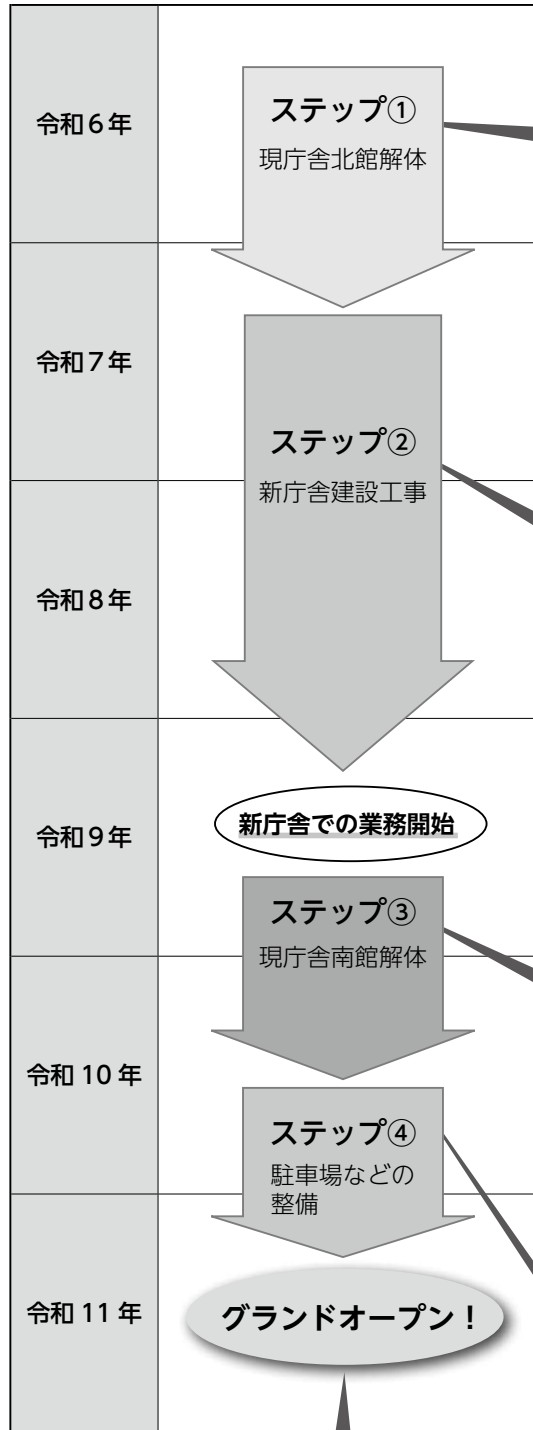 令和6年
ステップ①
現庁舎北館解体
令和7年
ステップ②
新庁舎建設工事
令和8年
令和9年
新庁舎での業務開始
ステップ③
現庁舎南館解体
令和10年
ステップ④
駐車場などの
整備
令和11年
グランドオープン！